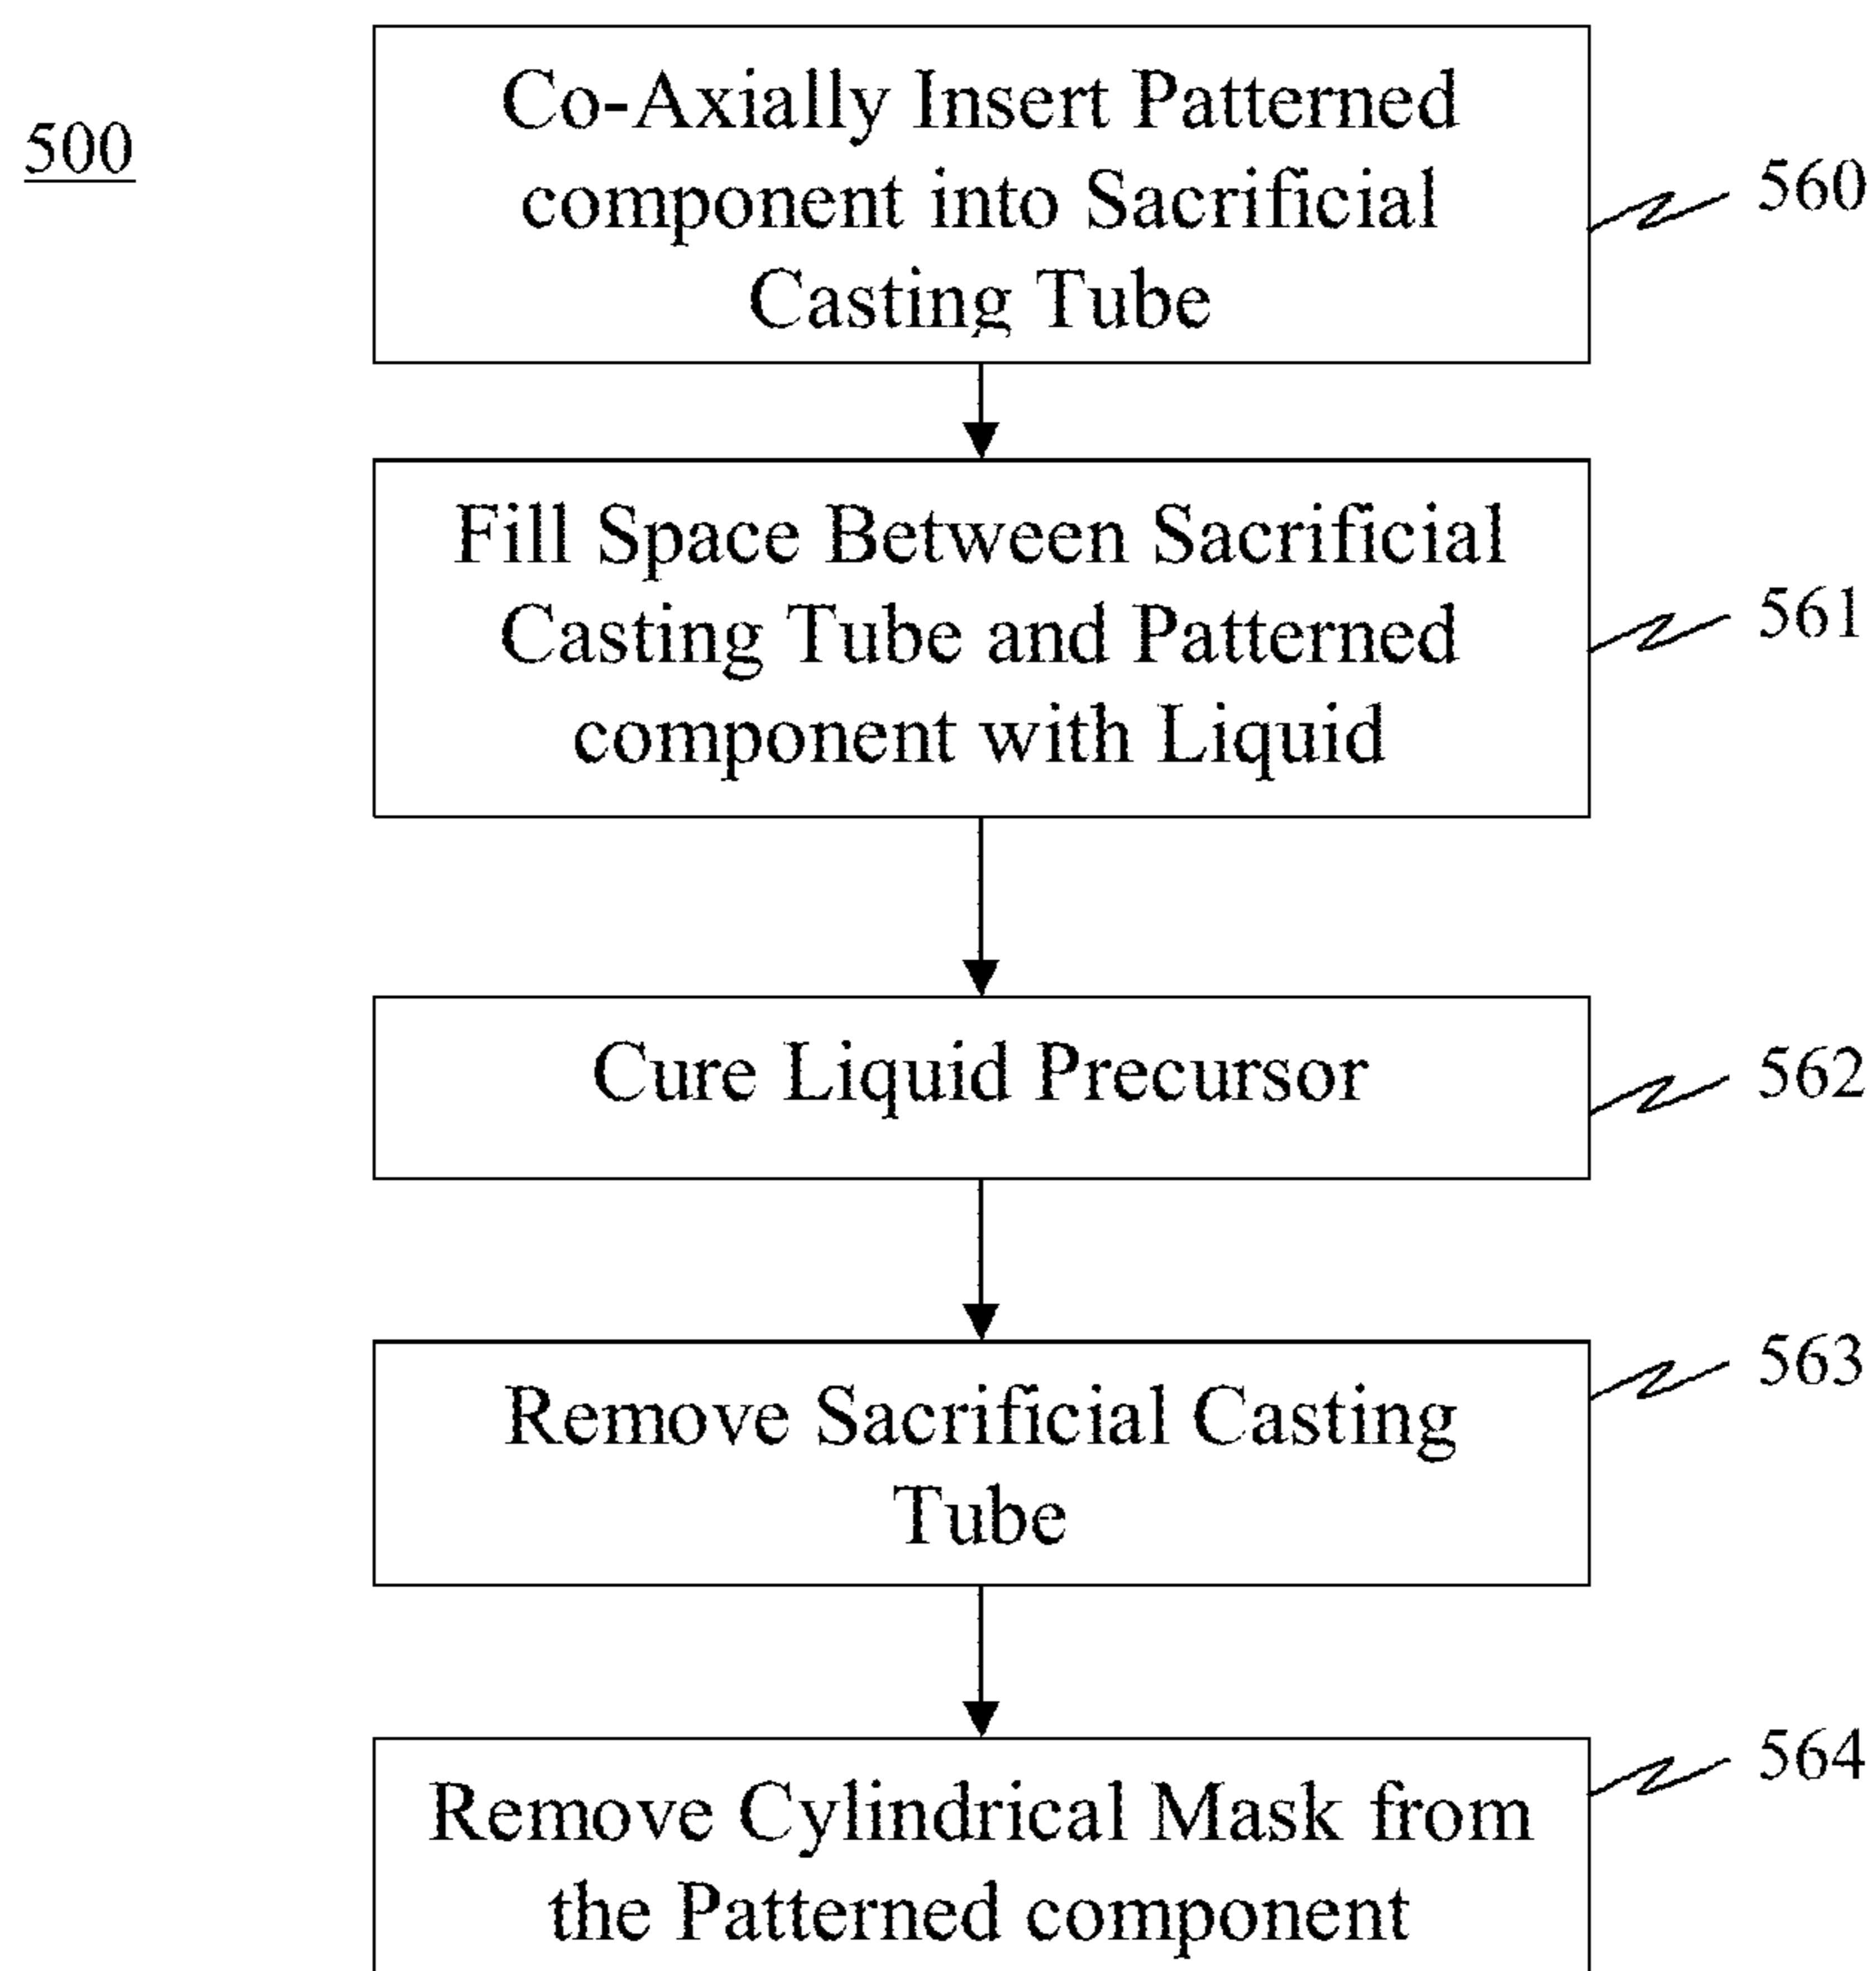 500
Co-Axially Insert Patterned
component into Sacrificial
Casting Tube
560
Fill Space Between Sacrificial
Casting Tube and Patterned
component with Liquid
561
Cure Liquid Precursor
562
Remove Sacrificial Casting
Tube
563
Remove Cylindrical Mask from
the Patterned component
564